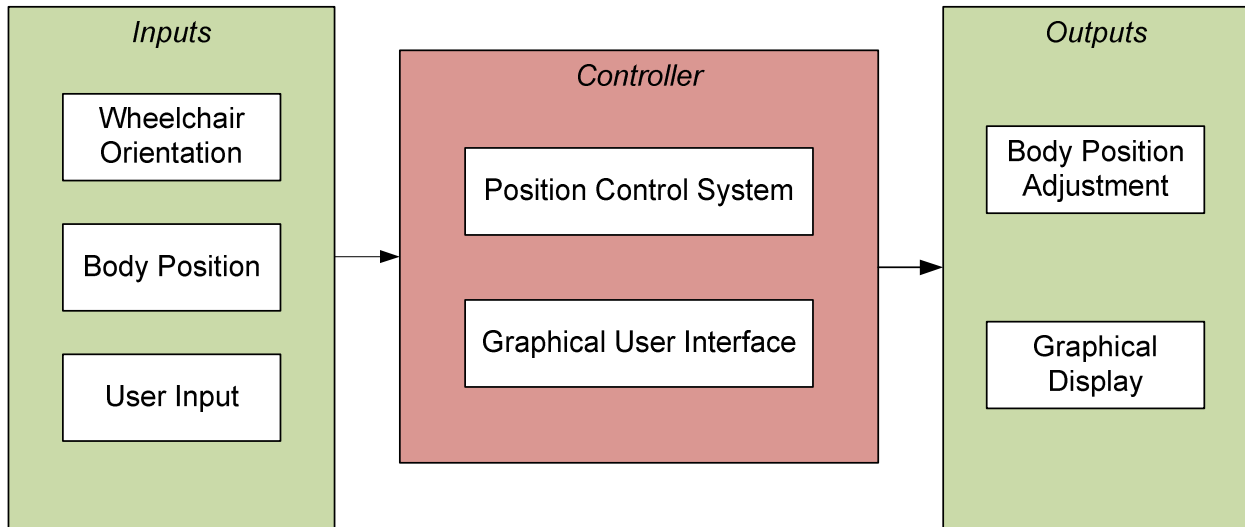 Inputs
Wheelchair
Orientation
Body Position
User Input
Controller
Position Control System
Graphical User Interface
Outputs
Body Position
Adjustment
Graphical
Display